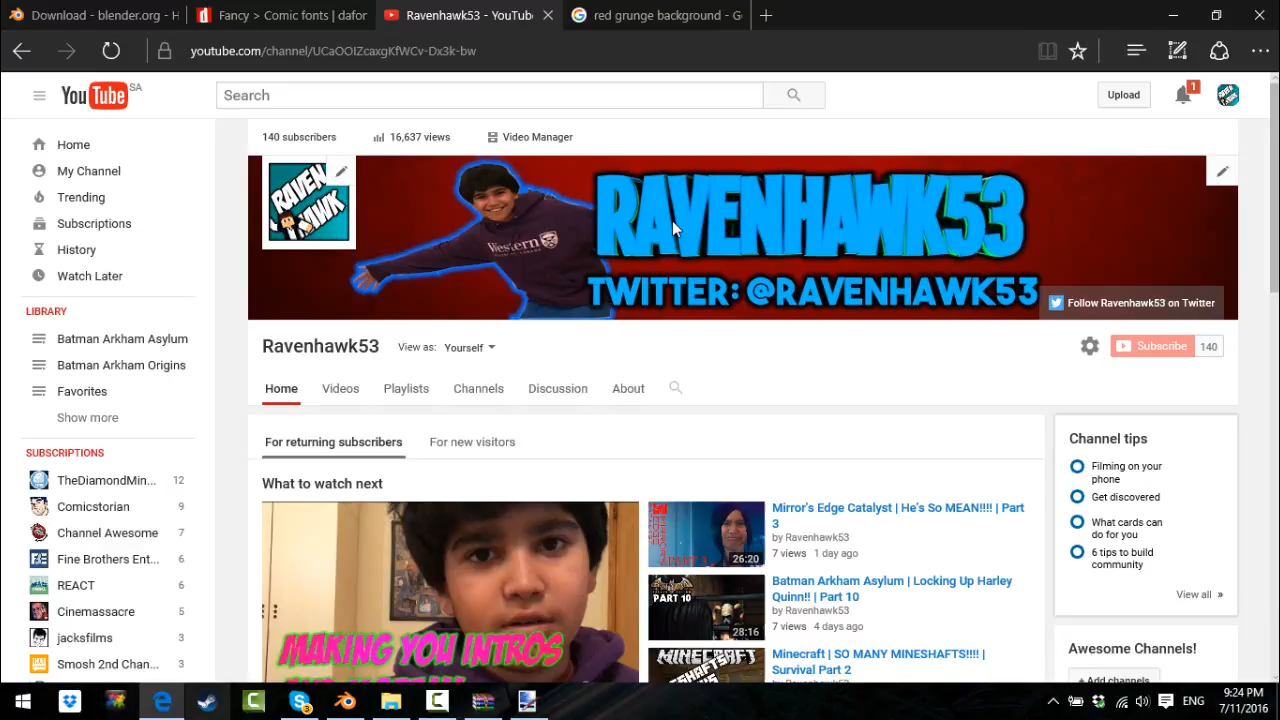 Download - blender.org - H
Fancy > Comic fonts | dafor
Ravenhawk53 - YouTube
red grunge background - G
youtube.com/channel/UCaOOIZcaxgKfWCv-Dx3k-bw
YouTube SA
Search
Upload
1
Home
My Channel
Trending
Subscriptions
History
Watch Later
LIBRARY
Batman Arkham Asylum
Batman Arkham Origins
Favorites
Show more
SUBSCRIPTIONS
TheDiamondMin... 12
Comicstorian 9
Channel Awesome 7
Fine Brothers Ent... 6
REACT 6
Cinemassacre 5
jacksfilms 3
Smosh 2nd Chan... 3
140 subscribers
16,637 views
Video Manager
RAVEN HAWK
Western
RAVENHAWK53
TWITTER: @RAVENHAWK53
Follow Ravenhawk53 on Twitter
Ravenhawk53
View as: Yourself
Subscribe 140
Home
Videos
Playlists
Channels
Discussion
About
For returning subscribers
For new visitors
What to watch next
MAKING YOU INTROS
Mirror's Edge Catalyst | He's So MEAN!!!! | Part
3
by Ravenhawk53
7 views 1 day ago
26:20
Batman Arkham Asylum | Locking Up Harley
Quinn!! | Part 10
by Ravenhawk53
7 views 4 days ago
PART 10
28:16
Minecraft | SO MANY MINESHAFTS!!!! |
Survival Part 2
MINECRAFT
Channel tips
Filming on your
phone
Get discovered
What cards can
do for you
6 tips to build
community
View all »
Awesome Channels!
+ Add channels
ENG
9:24 PM
7/11/2016